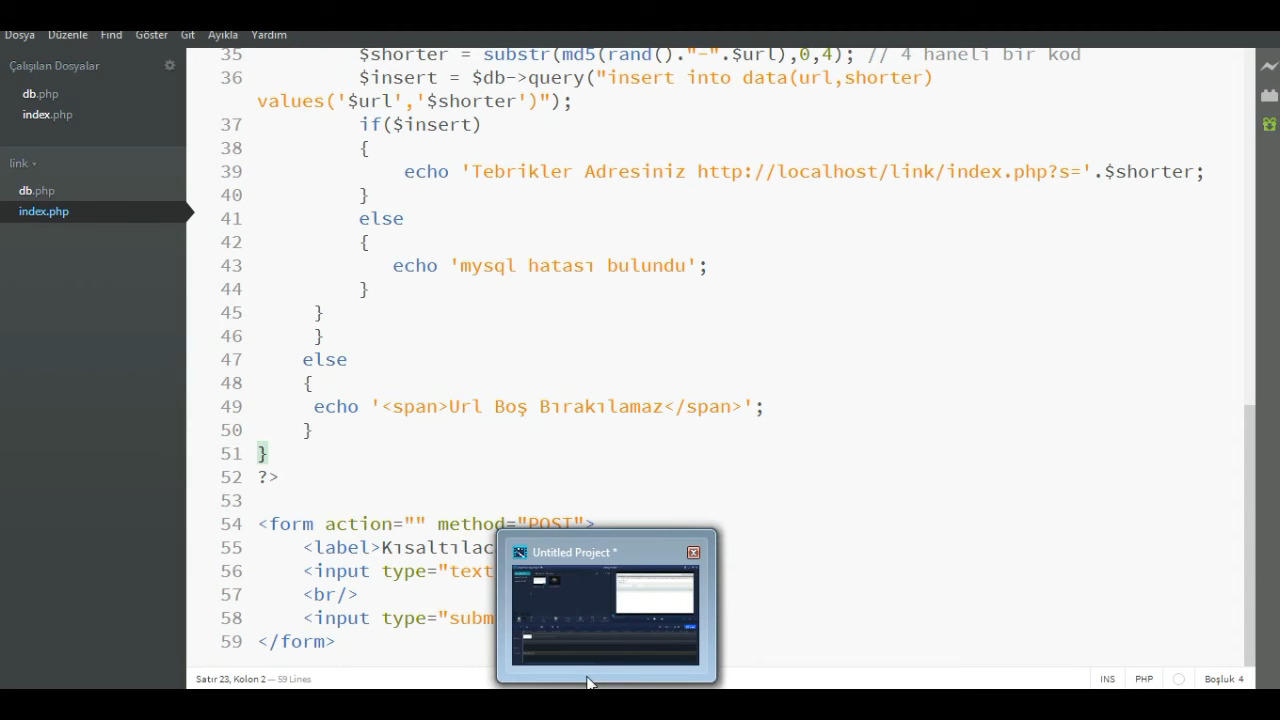 Dosya Düzenle Find Göster Git Ayıkla Yardım
Çalışılan Dosyalar
db.php
index.php
link
db.php
index.php
35 $shorter = substr(md5(rand()."-".$url),0,4); // 4 haneli bir kod
36 $insert = $db->query("insert into data(url,shorter)
values('$url','$shorter')");
37 if($insert)
38 {
39 echo 'Tebrikler Adresiniz http://localhost/link/index.php?s='.$shorter;
40 }
41 else
42 {
43 echo 'mysql hatası bulundu';
44 }
45 }
46 }
47 else
48 {
49 echo '<span>Url Boş Bırakılamaz</span>';
50 }
51 }
52 ?>
53
54 <form action="" method="POST">
55 <label>Kısaltılac
56 <input type="text
57 <br/>
58 <input type="subm
59 </form>
Untitled Project *
Satır 23, Kolon 2 — 59 Lines
INS PHP Boşluk 4